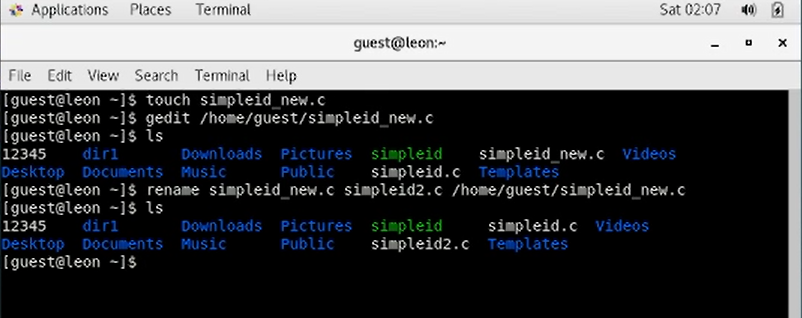 Applications Places Terminal Sat 02:07
guest@leon:~
File Edit View Search Terminal Help
[guest@leon ~]$ touch simpleid_new.c
[guest@leon ~]$ gedit /home/guest/simpleid_new.c
[guest@leon ~]$ ls
12345 dir1 Downloads Pictures simpleid simpleid_new.c Videos
Desktop Documents Music Public simpleid.c Templates
[guest@leon ~]$ rename simpleid_new.c simpleid2.c /home/guest/simpleid_new.c
[guest@leon ~]$ ls
12345 dir1 Downloads Pictures simpleid simpleid.c Videos
Desktop Documents Music Public simpleid2.c Templates
[guest@leon ~]$